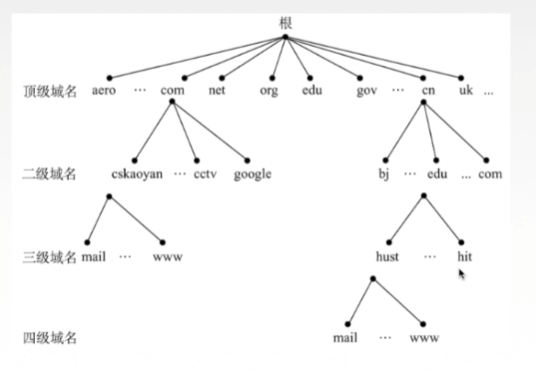 根
顶级域名 aero … com net org edu gov … cn uk …
二级域名 cskaoyan … cctv google bj … edu … com
三级域名 mail … www hust … hit
四级域名 mail … www